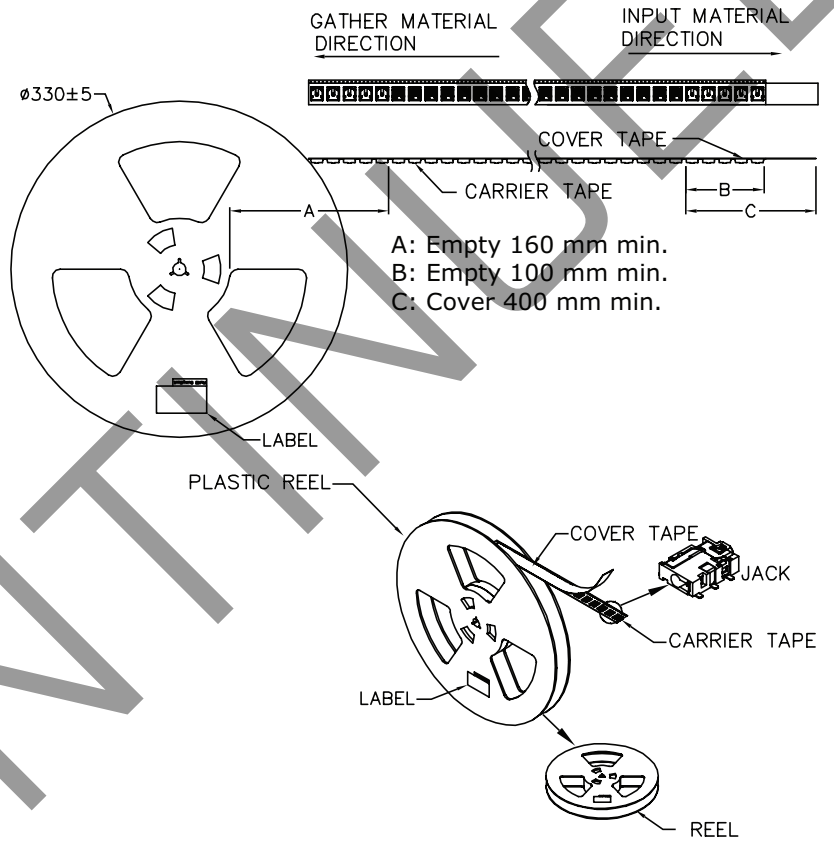 GATHER MATERIAL
DIRECTION
INPUT MATERIAL
DIRECTION
ø330±5
COVER TAPE
CARRIER TAPE
A
B
C
A: Empty 160 mm min.
B: Empty 100 mm min.
C: Cover 400 mm min.
LABEL
PLASTIC REEL
COVER TAPE
JACK
CARRIER TAPE
LABEL
REEL